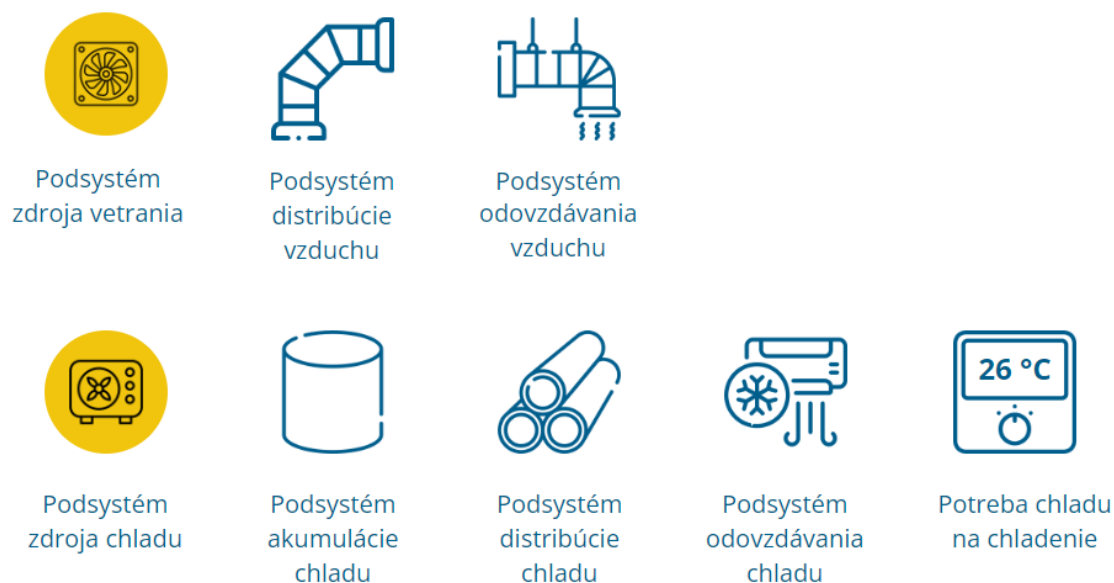 Podsystém
zdroja vetrania
Podsystém
distribúcie
vzduchu
Podsystém
odovzdávania
vzduchu
26 °C
Podsystém
zdroja chladu
Podsystém
akumulácie
chladu
Podsystém
distribúcie
chladu
Podsystém
odovzdávania
chladu
Potreba chladu
na chladenie